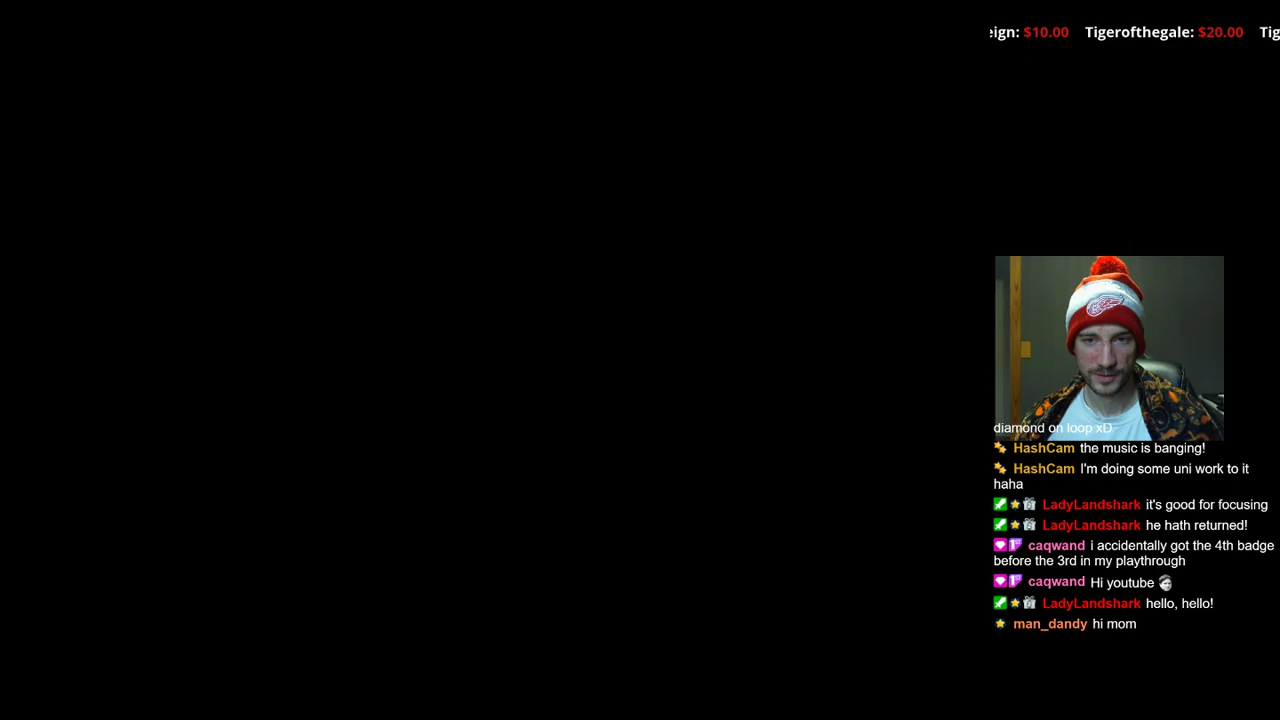 eign: $10.00 Tigerofthegale: $20.00 Tig
diamond on loop xD
HashCam the music is banging!
HashCam I'm doing some uni work to it
haha
LadyLandshark it's good for focusing
LadyLandshark he hath returned!
caqwand i accidentally got the 4th badge
before the 3rd in my playthrough
caqwand Hi youtube
LadyLandshark hello, hello!
man_dandy hi mom